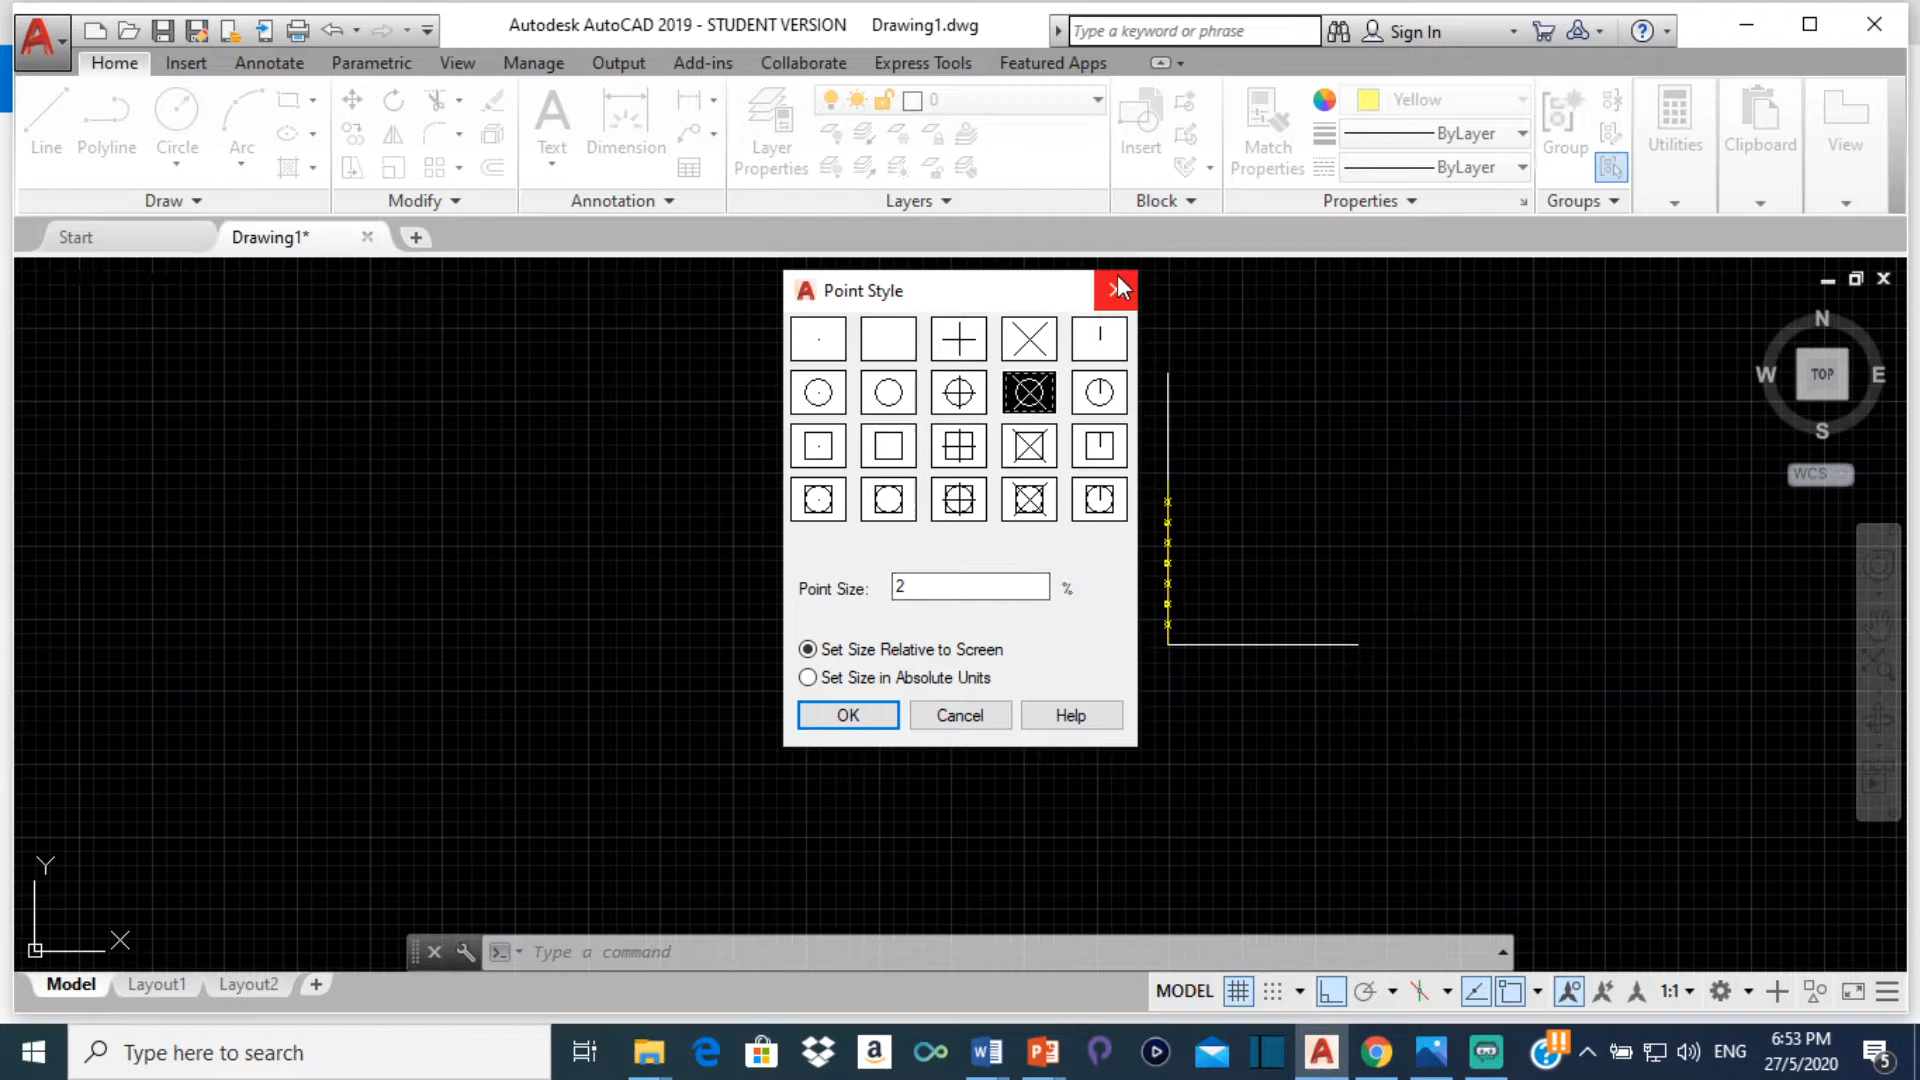 Autodesk AutoCAD 2019 - STUDENT VERSION Drawing1.dwg
Type a keyword or phrase
Sign In
Home Insert Annotate Parametric View Manage Output Add-ins Collaborate Express Tools Featured Apps
0
Yellow
ByLayer
ByLayer
Line Polyline Circle Arc
Text Dimension
Layer Properties
Insert
Match Properties
Group
Utilities
Clipboard
View
Draw Modify Annotation Layers Block Properties Groups
Start Drawing1*
Point Style
Point Size: 2 %
Set Size Relative to Screen
Set Size in Absolute Units
OK Cancel Help
N
W TOP E
S
WCS
Y
X
Type a command
Model Layout1 Layout2
MODEL
1:1
Type here to search
ENG
6:53 PM
27/5/2020
5